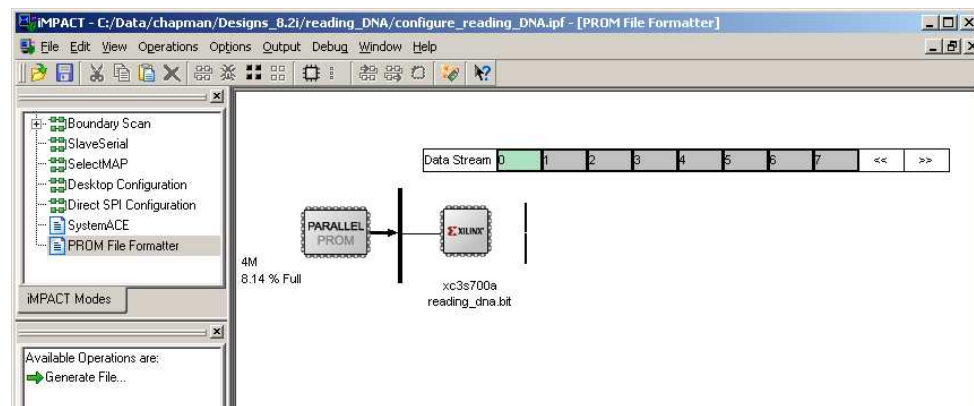 iMPACT - C:/Data/chapman/Designs_8.2i/reading_DNA/configure_reading_DNA.ipf - [PROM File Formatter]
File Edit View Operations Options Output Debug Window Help
Boundary Scan
SlaveSerial
SelectMAP
Desktop Configuration
Direct SPI Configuration
SystemACE
PROM File Formatter
iMPACT Modes
Available Operations are:
Generate File...
Data Stream 0 1 2 3 4 5 6 7 << >>
PARALLEL
PROM
XILINX
4M
8.14 % Full
xc3s700a
reading_dna.bit